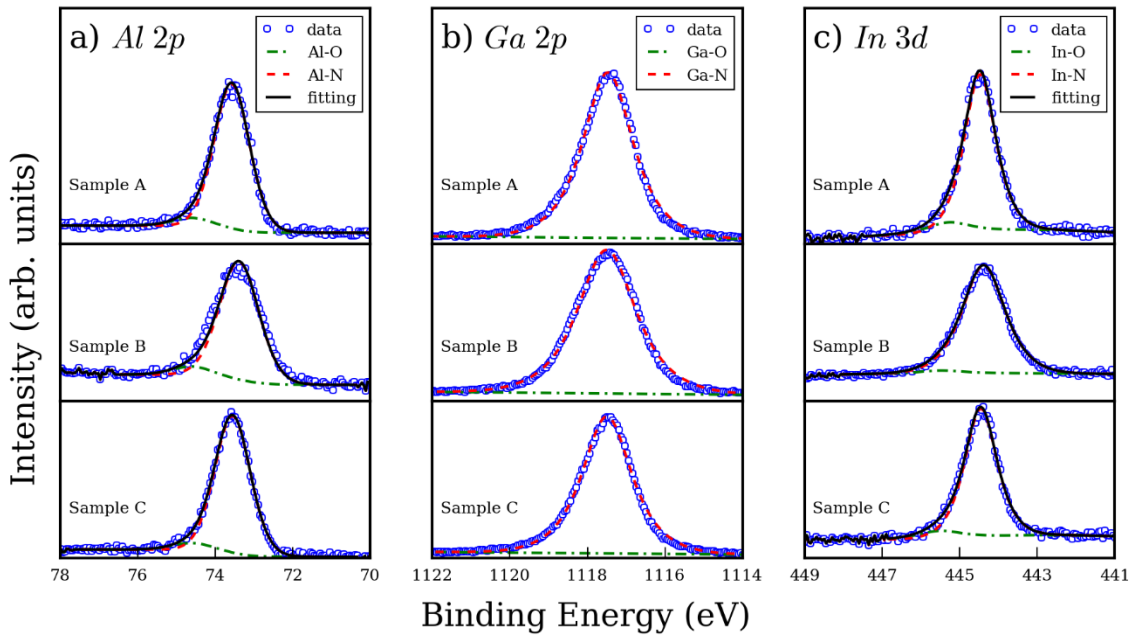 a) Al 2p
data
Al-O
Al-N
fitting
Sample A
Sample B
Sample C
78 76 74 72 70
b) Ga 2p
data
Ga-O
Ga-N
Sample A
Sample B
Sample C
1122 1120 1118 1116 1114
c) In 3d
data
In-O
In-N
fitting
Sample A
Sample B
Sample C
449 447 445 443 441
Intensity (arb. units)
Binding Energy (eV)